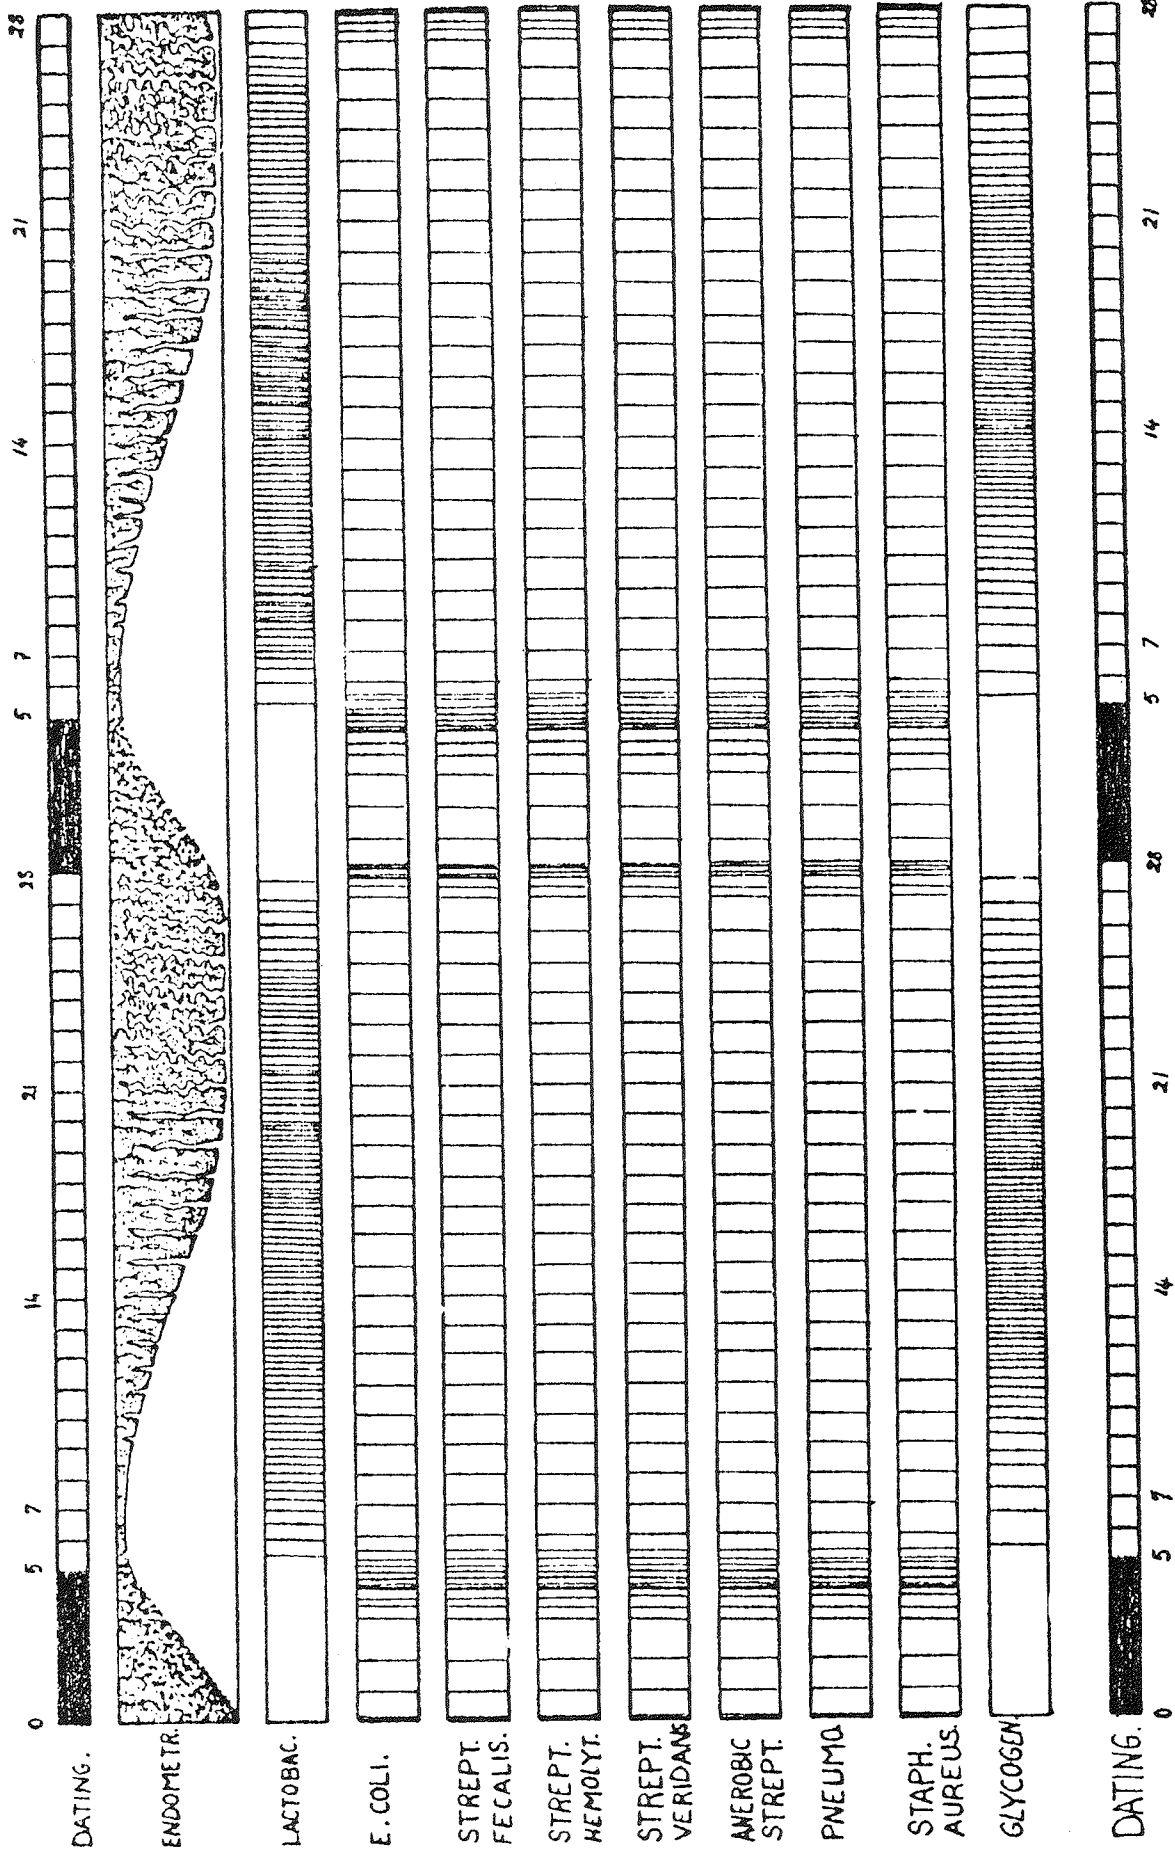 0 5 7 14 21 25 5 7 14 21 28
DATING.
ENDOMETR.
LACTOBAC.
E. COLI.
STREPT.
FECALIS.
STREPT.
HEMOLYT.
STREPT.
VERIDANS
ANEROBIC
STREPT.
PNEUMO.
STAPH.
AUREUS.
GLYCOGEN.
DATING.
0 5 7 14 21 28 5 7 14 21 28